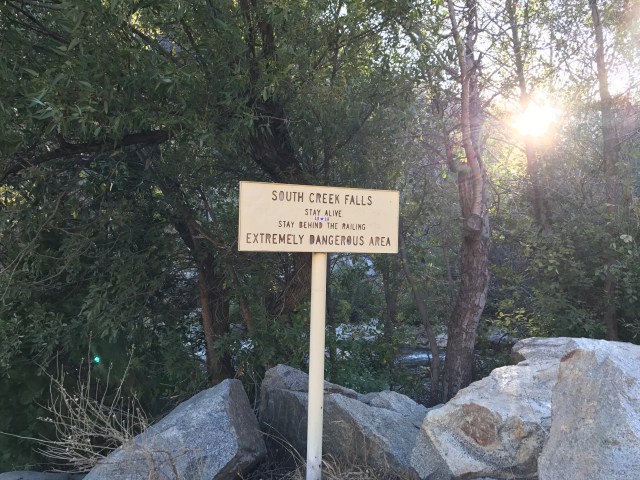 SOUTH CREEK FALLS
STAY ALIVE
STAY BEHIND THE RAILING
EXTREMELY DANGEROUS AREA